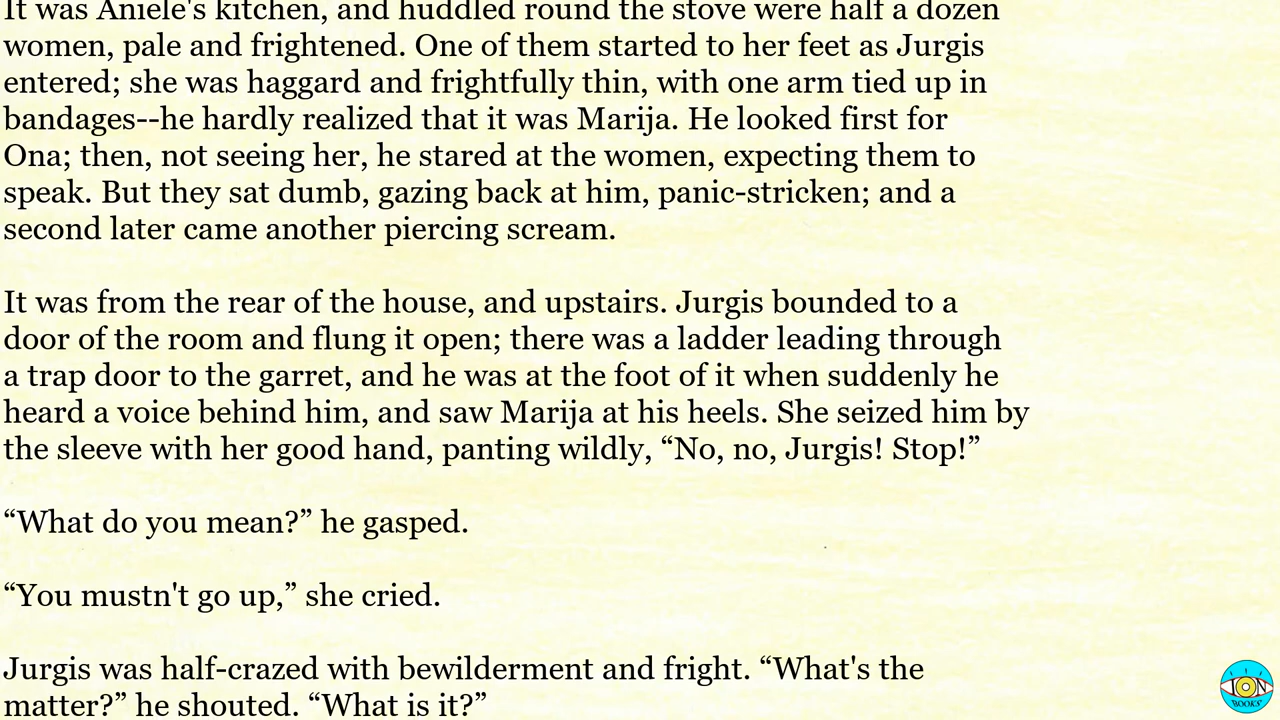 It was Aniele's kitchen, and huddled round the stove were half a dozen
women, pale and frightened. One of them started to her feet as Jurgis
entered; she was haggard and frightfully thin, with one arm tied up in
bandages--he hardly realized that it was Marija. He looked first for
Ona; then, not seeing her, he stared at the women, expecting them to
speak. But they sat dumb, gazing back at him, panic-stricken; and a
second later came another piercing scream.
It was from the rear of the house, and upstairs. Jurgis bounded to a
door of the room and flung it open; there was a ladder leading through
a trap door to the garret, and he was at the foot of it when suddenly he
heard a voice behind him, and saw Marija at his heels. She seized him by
the sleeve with her good hand, panting wildly, “No, no, Jurgis! Stop!”
“What do you mean?” he gasped.
“You mustn't go up,” she cried.
Jurgis was half-crazed with bewilderment and fright. “What's the
matter?” he shouted. “What is it?”
ION
BOOKS